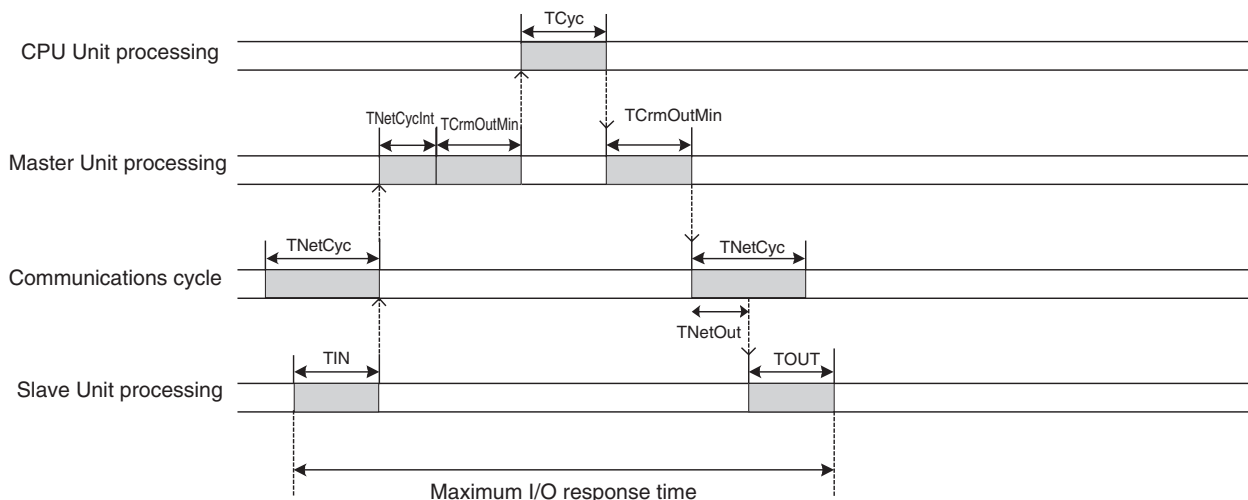 TCyc
CPU Unit processing
TNetCycInt
TCrmOutMin
TCrmOutMin
Master Unit processing
TNetCyc
TNetCyc
Communications cycle
TNetOut
TIN
TOUT
Slave Unit processing
Maximum I/O response time